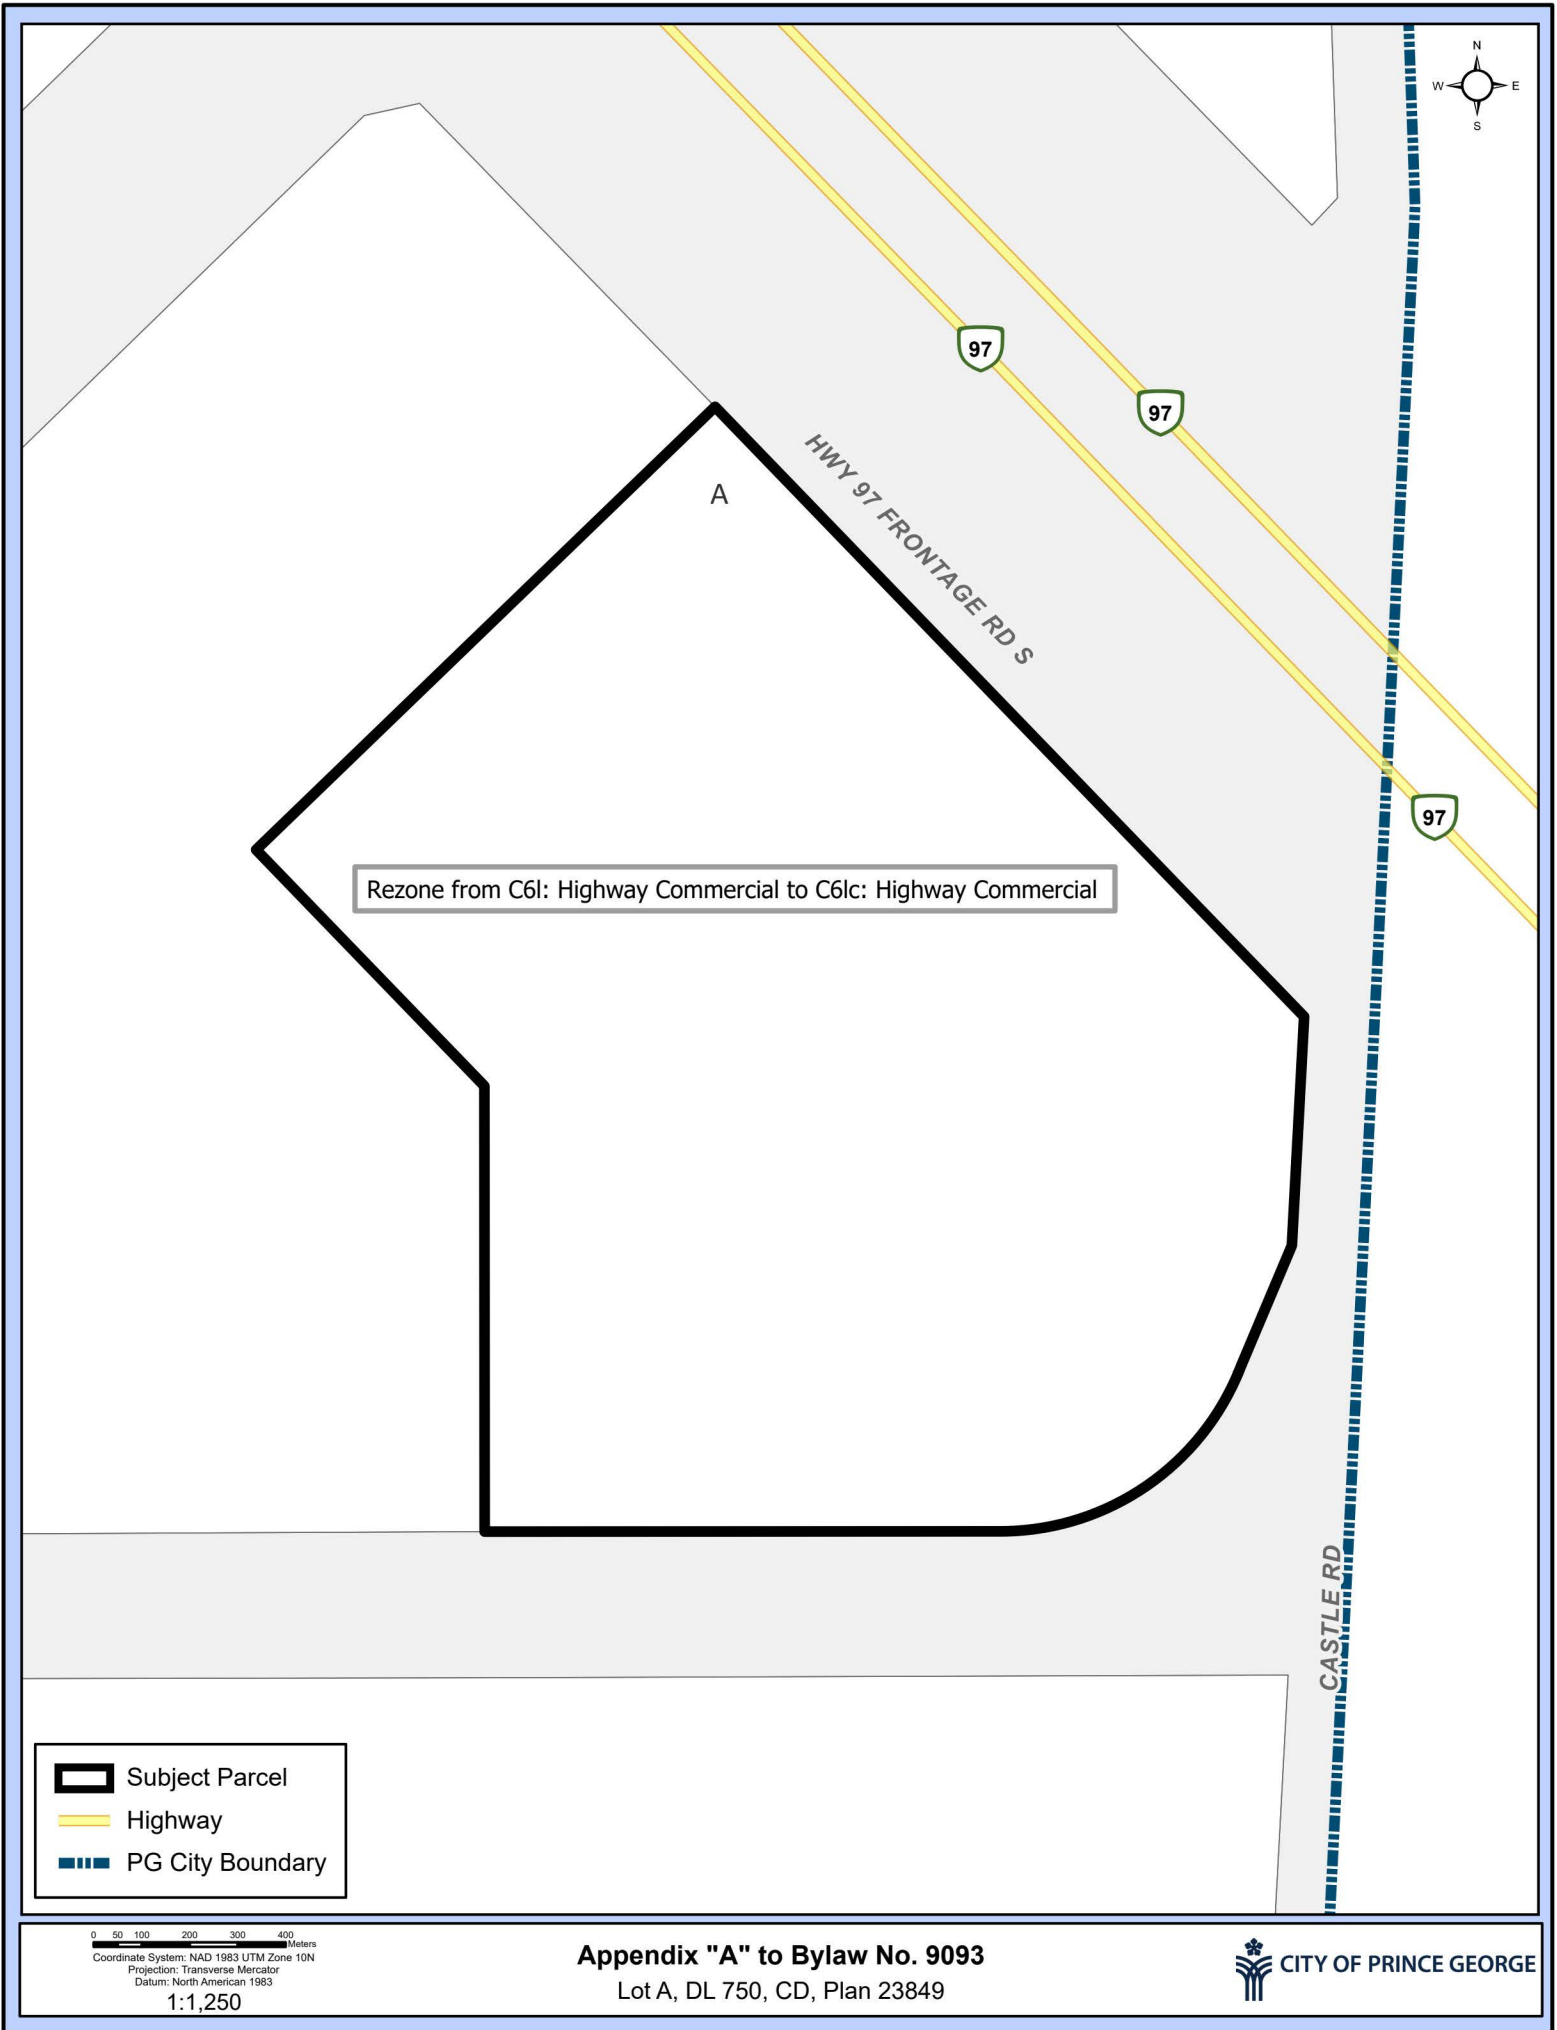 N
W E
S
97
97
HWY 97 FRONTAGE RD S
A
97
Rezone from C6l: Highway Commercial to C6lc: Highway Commercial
CASTLE RD
Subject Parcel
Highway
PG City Boundary
0 50 100 200 300 400
Meters
Coordinate System: NAD 1983 UTM Zone 10N
Projection: Transverse Mercator
Datum: North American 1983
1:1,250
Appendix "A" to Bylaw No. 9093
Lot A, DL 750, CD, Plan 23849
CITY OF PRINCE GEORGE